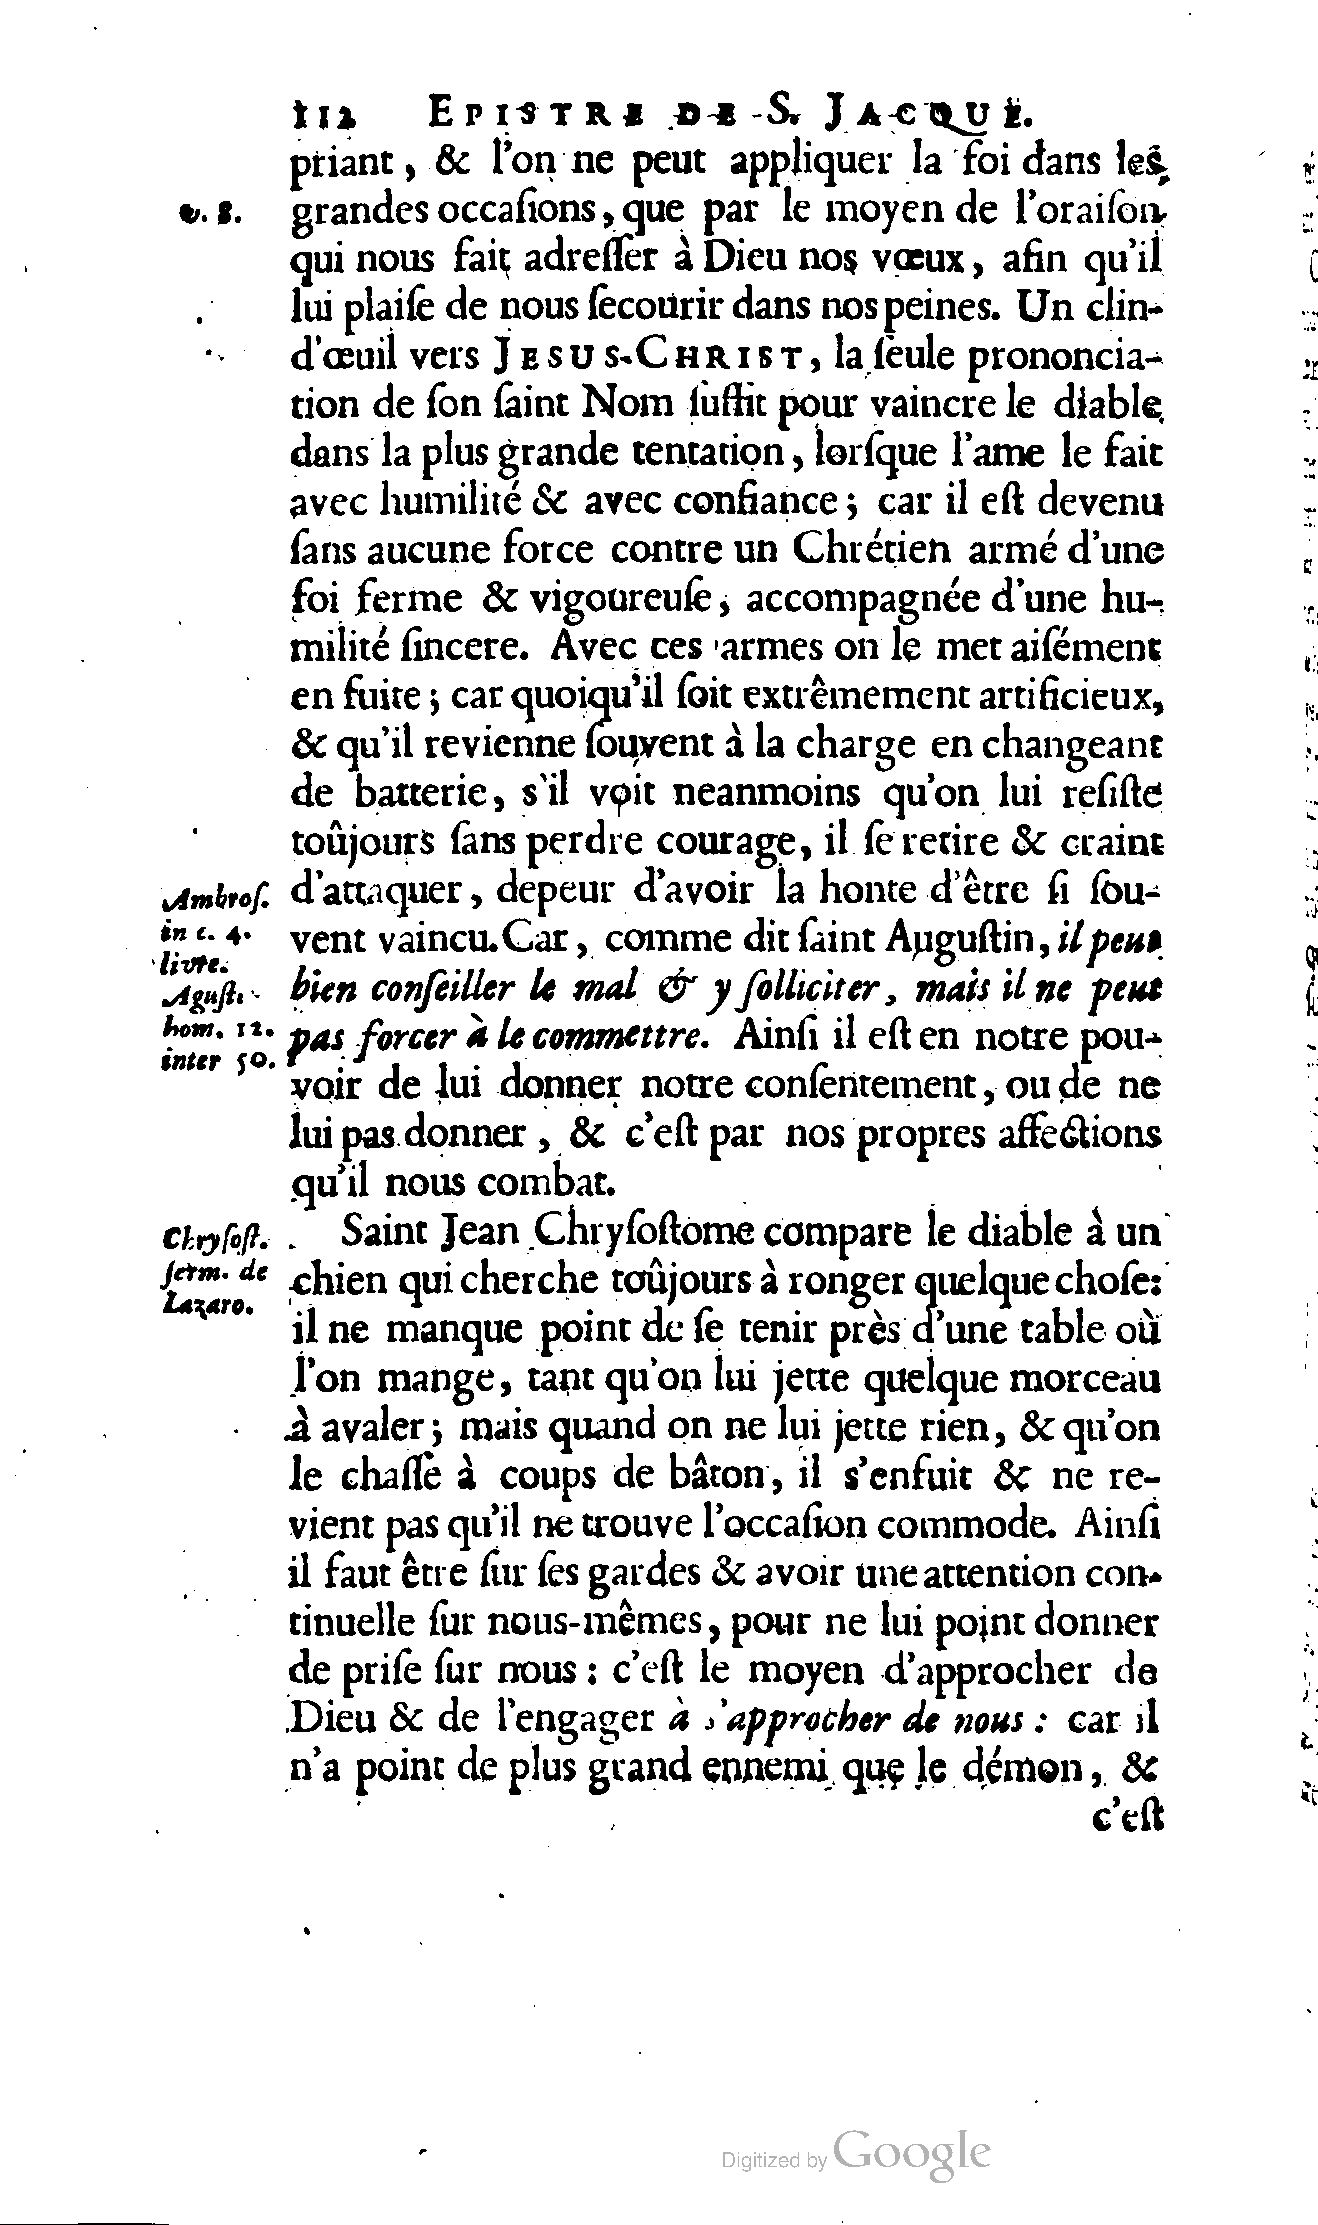 112 EPISTRE DE S. JACQUE.
priant, & l'on ne peut appliquer la foi dans les
v. 8.
grandes occaſions, que par le moyen de l'oraiſon
qui nous fait adreſſer à Dieu nos vœux, afin qu'il
lui plaiſe de nous ſecourir dans nos peines. Un clin-
d'œuil vers JESUS-CHRIST, la ſeule prononcia-
tion de ſon ſaint Nom ſuffit pour vaincre le diable
dans la plus grande tentation, lorſque l'ame le fait
avec humilité & avec confiance; car il eſt devenu
ſans aucune force contre un Chrétien armé d'une
foi ferme & vigoureuſe, accompagnée d'une hu-
milité ſincere. Avec ces armes on le met aiſément
en fuite; car quoiqu'il ſoit extrêmement artificieux,
& qu'il revienne ſouvent à la charge en changeant
de batterie, s'il voit neanmoins qu'on lui reſiſte
toûjours ſans perdre courage, il ſe retire & craint
d'attaquer, depeur d'avoir la honte d'être ſi ſou-
vent vaincu. Car, comme dit ſaint Auguſtin, il peut
bien conſeiller le mal & y ſolliciter, mais il ne peut
pas forcer à le commettre. Ainſi il eſt en notre pou-
voir de lui donner notre conſentement, ou de ne
lui pas donner, & c'eſt par nos propres affections
qu'il nous combat.
Ambroſ.
in c. 4.
livre.
Aguſt.
hom. 12.
inter 50.
Saint Jean Chryſoſtome compare le diable à un
chien qui cherche toûjours à ronger quelque choſe:
il ne manque point de ſe tenir près d'une table où
l'on mange, tant qu'on lui jette quelque morceau
à avaler; mais quand on ne lui jette rien, & qu'on
le chaſſe à coups de bâton, il s'enfuit & ne re-
vient pas qu'il ne trouve l'occaſion commode. Ainſi
il faut être ſur ſes gardes & avoir une attention con-
tinuelle ſur nous-mêmes, pour ne lui point donner
de priſe ſur nous: c'eſt le moyen d'approcher de
Dieu & de l'engager à s'approcher de nous: car il
n'a point de plus grand ennemi que le démon, &
c'eſt
Chryſoſt.
ſerm. de
Lazaro.
Digitized by Google